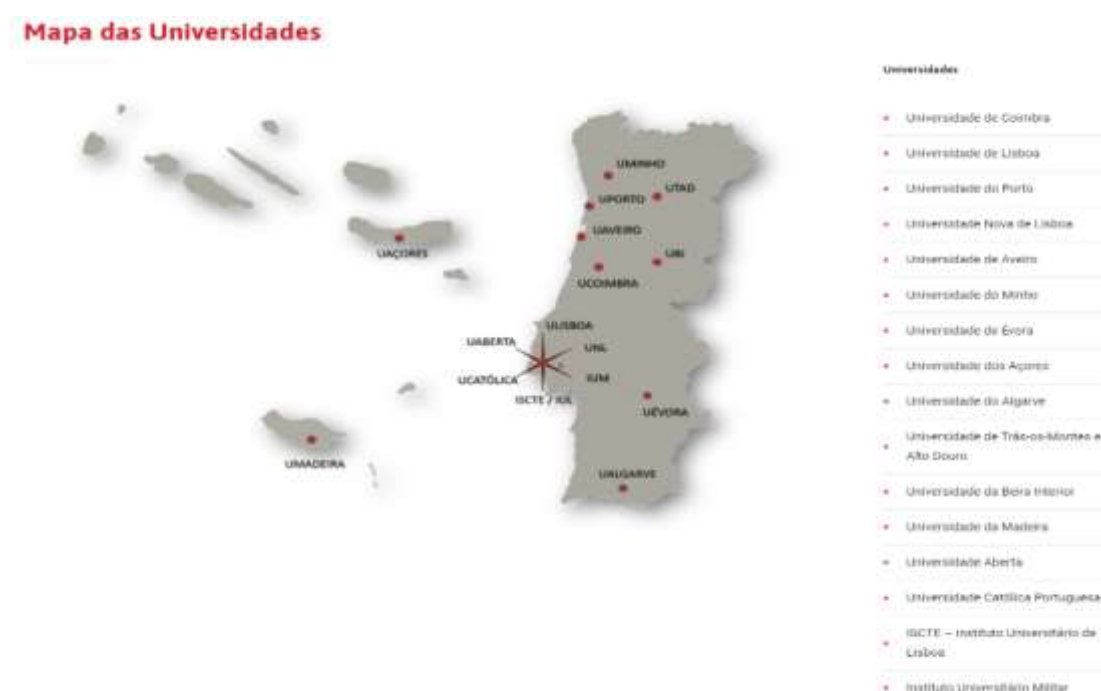 Mapa das Universidades
UMINHO
UTAD
UPORTO
UAVEIRO
UBI
UCOIMBRA
UAÇORES
ULISBOA
UABERTA
UNL
UCATÓLICA
IUM
ISCTE / IUL
UÉVORA
UMADEIRA
UALGARVE
Universidades
Universidade de Coimbra
Universidade de Lisboa
Universidade do Porto
Universidade Nova de Lisboa
Universidade de Aveiro
Universidade do Minho
Universidade de Évora
Universidade dos Açores
Universidade do Algarve
Universidade de Trás-os-Montes e
Alto Douro
Universidade da Beira Interior
Universidade da Madeira
Universidade Aberta
Universidade Católica Portuguesa
ISCTE – Instituto Universitário de
Lisboa
Instituto Universitário Militar